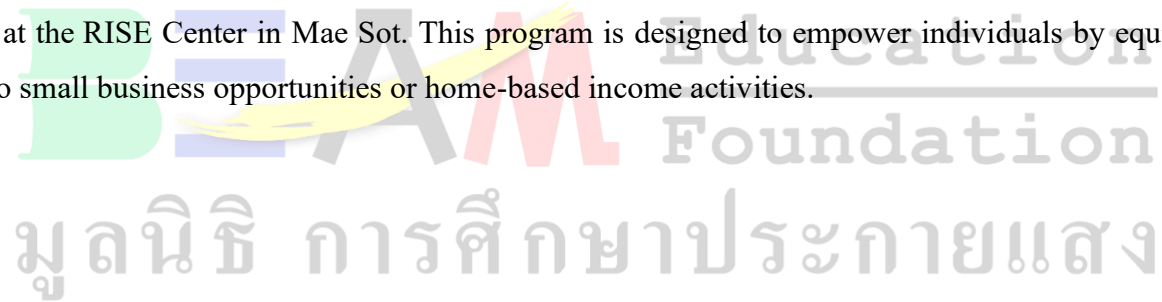 at the RISE Center in Mae Sot. This program is designed to empower individuals by equ
o small business opportunities or home-based income activities.
BEAM Education
Foundation
มูลนิธิ การศึกษาประกายแสง